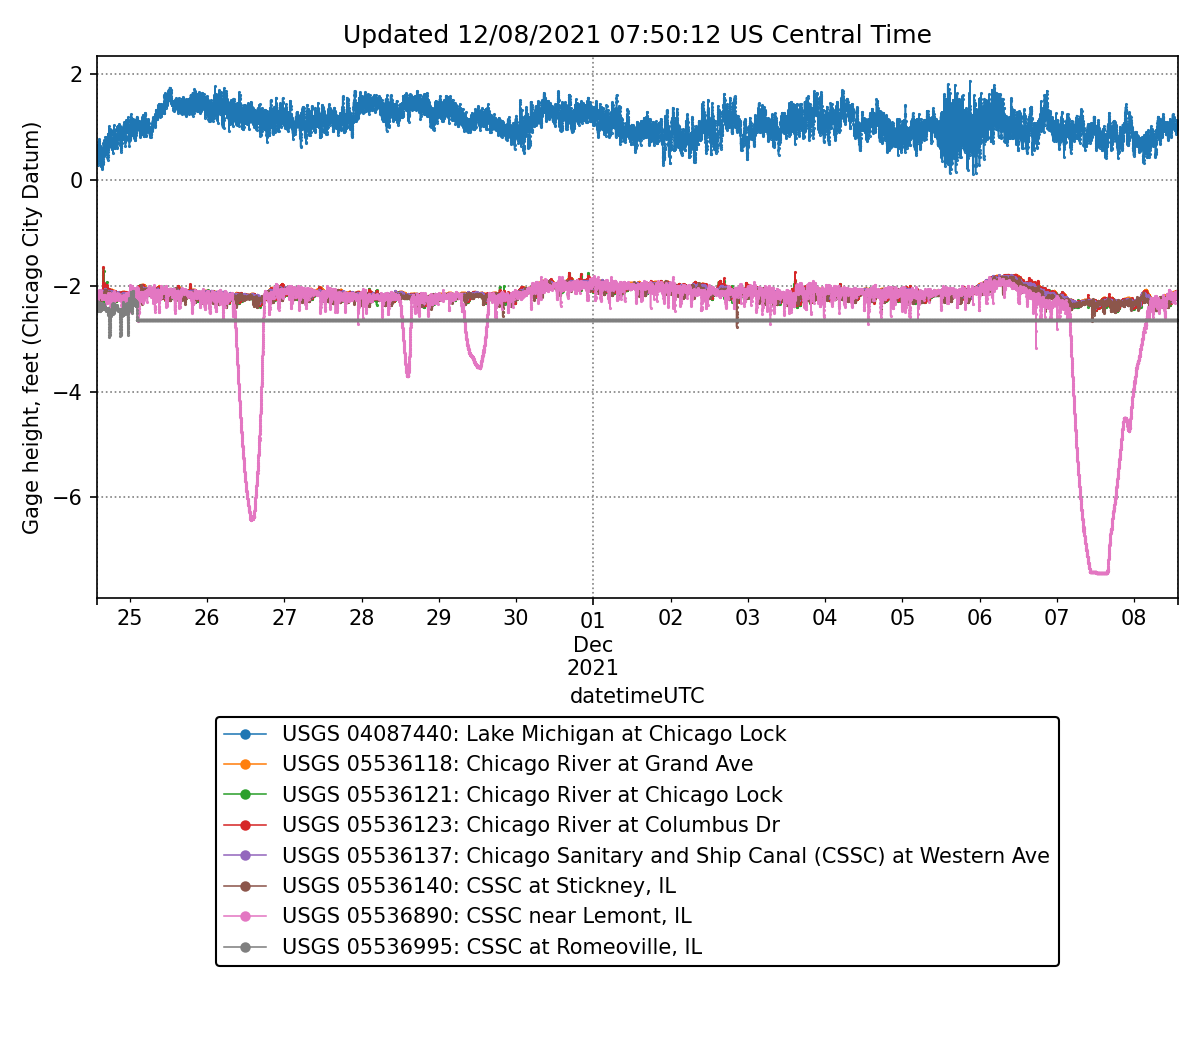 Updated 12/08/2021 07:50:12 US Central Time
Gage height, feet (Chicago City Datum)
2
0
−2
−4
−6
25 26 27 28 29 30 01 02 03 04 05 06 07 08
Dec
2021
datetimeUTC
USGS 04087440: Lake Michigan at Chicago Lock
USGS 05536118: Chicago River at Grand Ave
USGS 05536121: Chicago River at Chicago Lock
USGS 05536123: Chicago River at Columbus Dr
USGS 05536137: Chicago Sanitary and Ship Canal (CSSC) at Western Ave
USGS 05536140: CSSC at Stickney, IL
USGS 05536890: CSSC near Lemont, IL
USGS 05536995: CSSC at Romeoville, IL